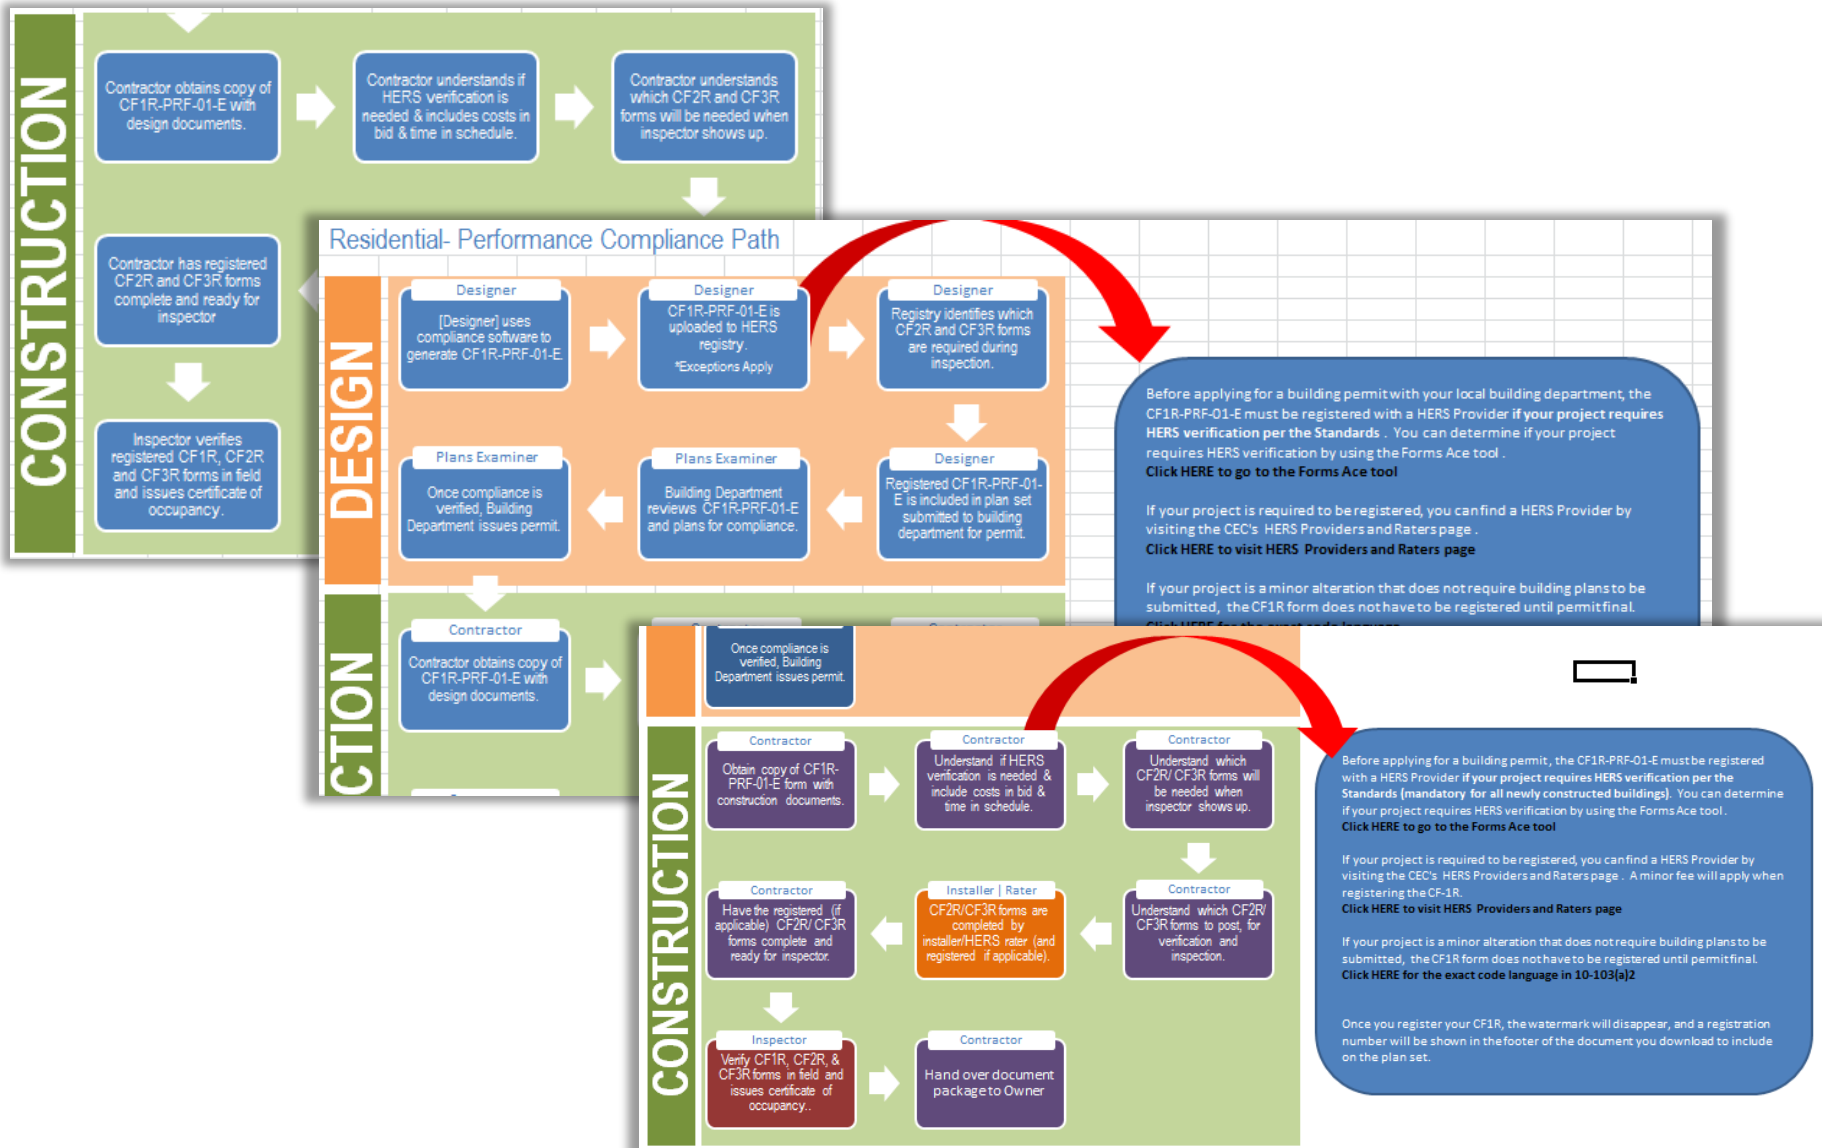 CONSTRUCTION
Contractor obtains copy of
CF1R-PRF-01-E with
design documents.
Contractor understands if
HERS verification is
needed & includes costs in
bid & time in schedule.
Contractor understands
which CF2R and CF3R
forms will be needed when
inspector shows up.
Contractor has registered
CF2R and CF3R forms
complete and ready for
inspector
Inspector verifies
registered CF1R, CF2R
and CF3R forms in field
and issues certificate of
occupancy.
Residential- Performance Compliance Path
DESIGN
Designer
[Designer] uses
compliance software to
generate CF1R-PRF-01-E.
Designer
CF1R-PRF-01-E is
uploaded to HERS
registry.
*Exceptions Apply
Designer
Registry identifies which
CF2R and CF3R forms
are required during
inspection.
Plans Examiner
Once compliance is
verified, Building
Department issues permit.
Plans Examiner
Building Department
reviews CF1R-PRF-01-E
and plans for compliance.
Designer
Registered CF1R-PRF-01-
E is included in plan set
submitted to building
department for permit.
Before applying for a building permit with your local building department, the
CF1R-PRF-01-E must be registered with a HERS Provider if your project requires
HERS verification per the Standards . You can determine if your project
requires HERS verification by using the Forms Ace tool .
Click HERE to go to the Forms Ace tool
If your project is required to be registered, you can find a HERS Provider by
visiting the CEC's HERS Providers and Raters page .
Click HERE to visit HERS Providers and Raters page
If your project is a minor alteration that does not require building plans to be
submitted, the CF1R form does not have to be registered until permit final.
Click HERE for the exact code language
CTION
Contractor
Contractor obtains copy of
CF1R-PRF-01-E with
design documents.
Once compliance is
verified, Building
Department issues permit.
CONSTRUCTION
Contractor
Obtain copy of CF1R-
PRF-01-E form with
construction documents.
Contractor
Understand if HERS
verification is needed &
include costs in bid &
time in schedule.
Contractor
Understand which
CF2R/ CF3R forms will
be needed when
inspector shows up.
Contractor
Have the registered (if
applicable) CF2R/ CF3R
forms complete and
ready for inspector.
Installer | Rater
CF2R/CF3R forms are
completed by
installer/HERS rater (and
registered if applicable).
Contractor
Understand which CF2R/
CF3R forms to post, for
verification and
inspection.
Inspector
Verify CF1R, CF2R, &
CF3R forms in field and
issues certificate of
occupancy..
Contractor
Hand over document
package to Owner
Before applying for a building permit, the CF1R-PRF-01-E must be registered
with a HERS Provider if your project requires HERS verification per the
Standards (mandatory for all newly constructed buildings). You can determine
if your project requires HERS verification by using the Forms Ace tool .
Click HERE to go to the Forms Ace tool
If your project is required to be registered, you can find a HERS Provider by
visiting the CEC's HERS Providers and Raters page . A minor fee will apply when
registering the CF-1R.
Click HERE to visit HERS Providers and Raters page
If your project is a minor alteration that does not require building plans to be
submitted, the CF1R form does not have to be registered until permit final.
Click HERE for the exact code language in 10-103(a)2
Once you register your CF1R, the watermark will disappear, and a registration
number will be shown in the footer of the document you download to include
on the plan set.